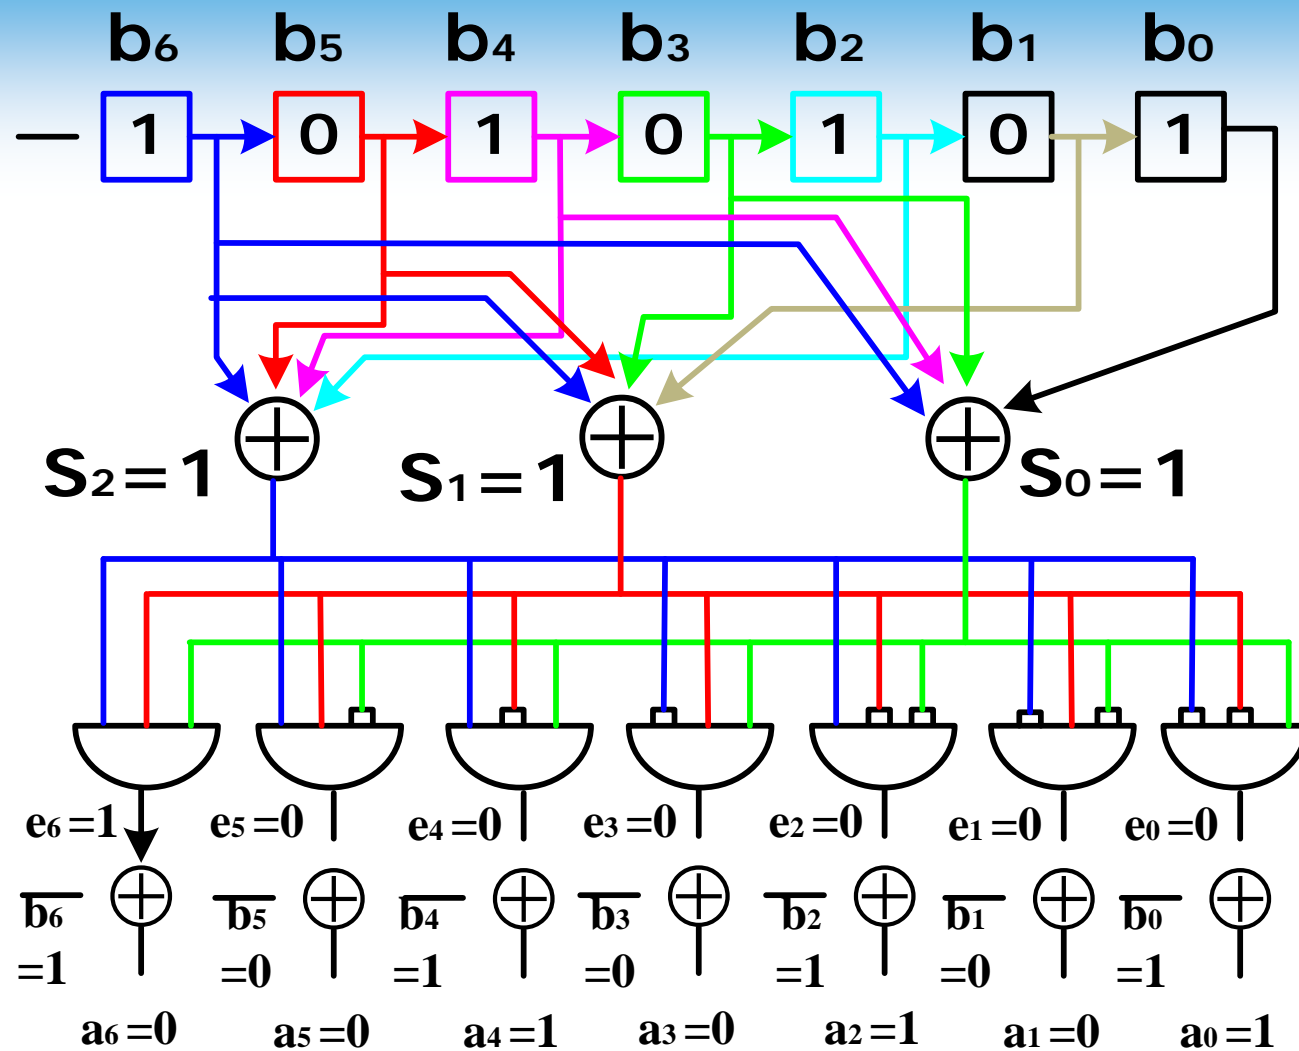 b6 b5 b4 b3 b2 b1 b0
1 0 1 0 1 0 1
S2=1 S1=1 S0=1
e6=1 e5=0 e4=0 e3=0 e2=0 e1=0 e0=0
b6 b5 b4 b3 b2 b1 b0
=1 =0 =1 =0 =1 =0 =1
a6=0 a5=0 a4=1 a3=0 a2=1 a1=0 a0=1